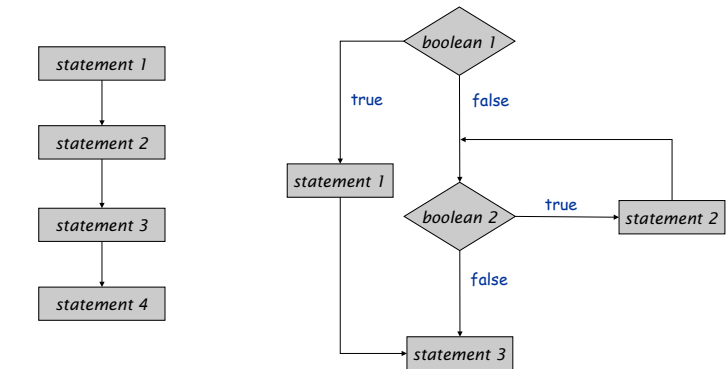 statement 1
statement 2
statement 3
statement 4
boolean 1
true
false
statement 1
boolean 2
true
statement 2
false
statement 3